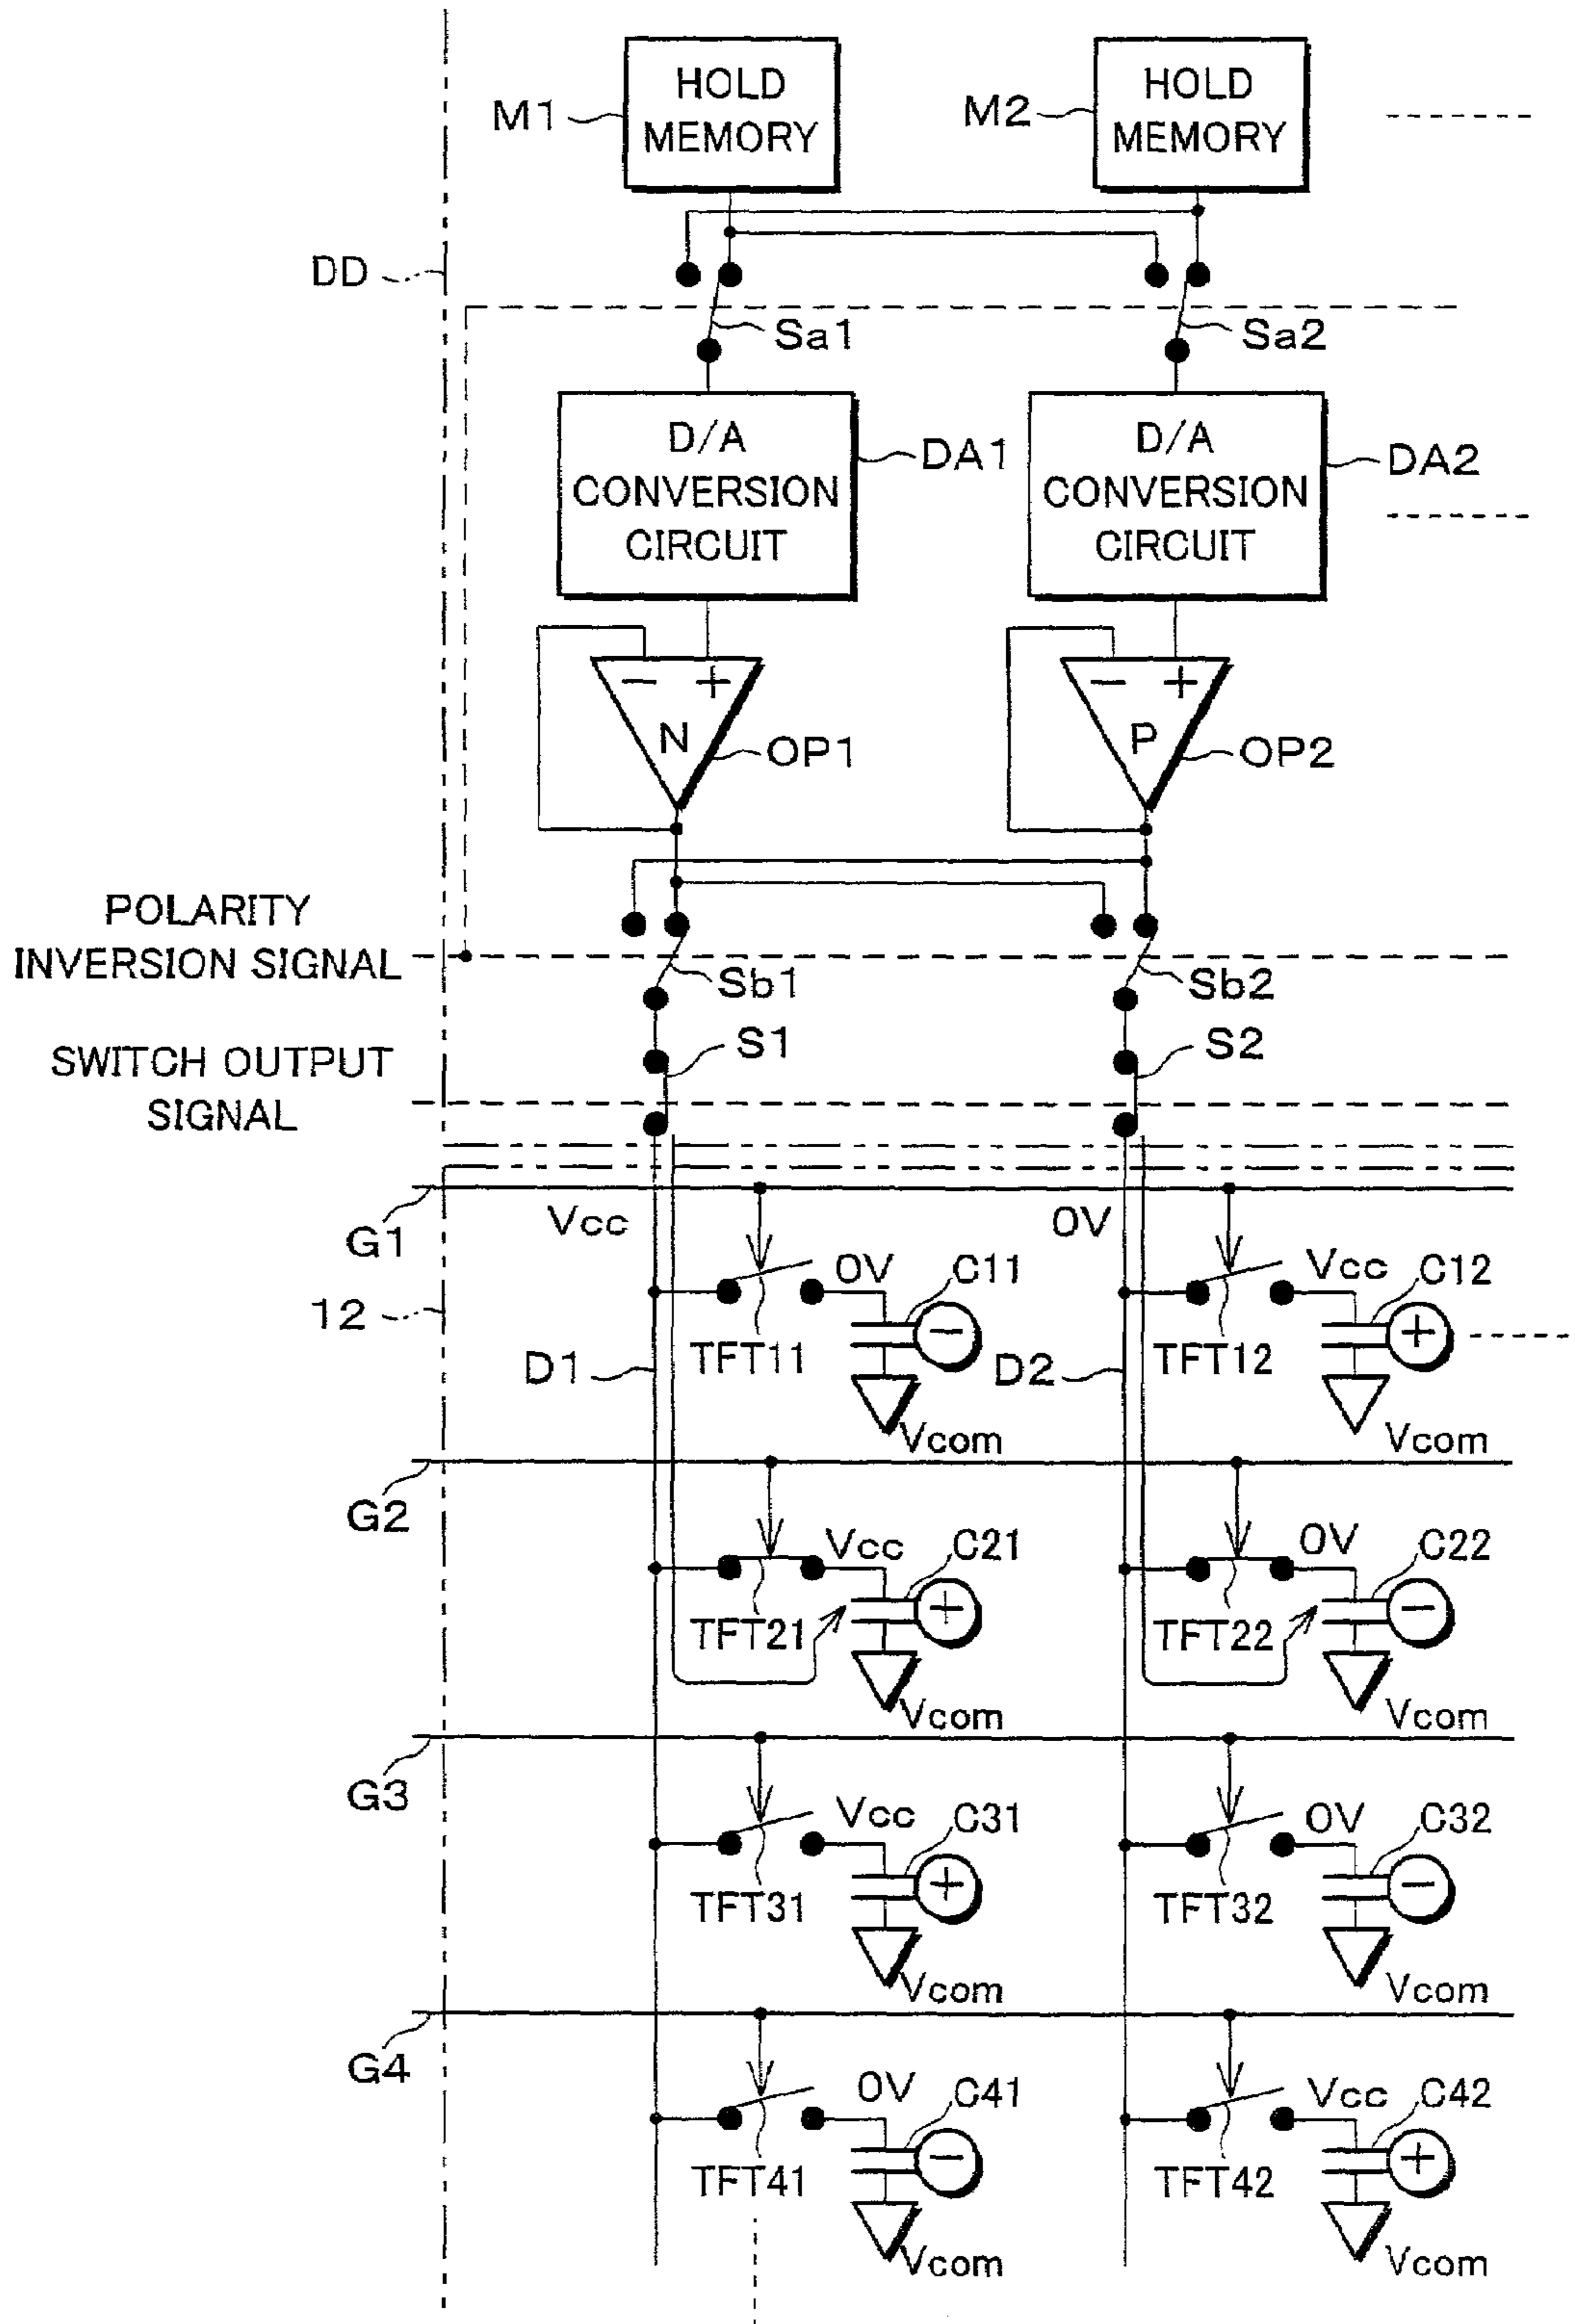 HOLD
MEMORY
M1
HOLD
MEMORY
M2
DD
Sa1
Sa2
D/A
CONVERSION
CIRCUIT
DA1
D/A
CONVERSION
CIRCUIT
DA2
− +
N
OP1
− +
P
OP2
POLARITY
INVERSION SIGNAL
Sb1
Sb2
SWITCH OUTPUT
SIGNAL
S1
S2
G1
Vcc
0V
12
D1
TFT11
0V
C11
−
Vcom
D2
TFT12
Vcc
C12
+
Vcom
G2
TFT21
Vcc
C21
+
Vcom
TFT22
0V
C22
−
Vcom
G3
TFT31
Vcc
C31
+
Vcom
TFT32
0V
C32
−
Vcom
G4
TFT41
0V
C41
−
Vcom
TFT42
Vcc
C42
+
Vcom